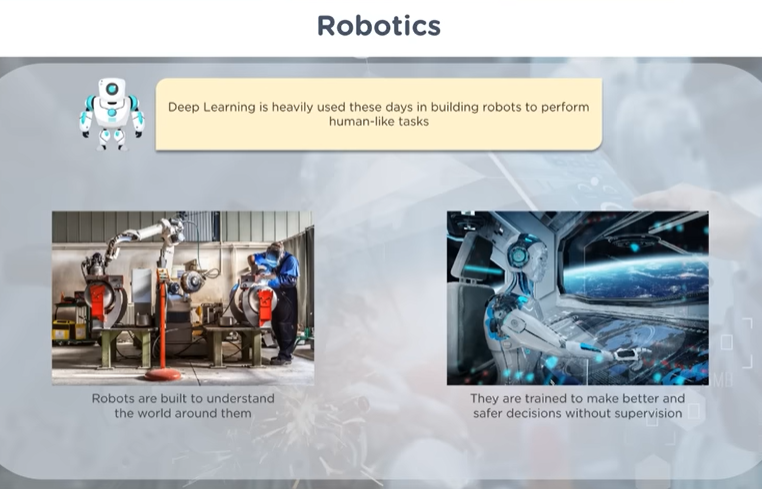 Robotics
Deep Learning is heavily used these days in building robots to perform
human-like tasks
Robots are built to understand
the world around them
They are trained to make better and
safer decisions without supervision